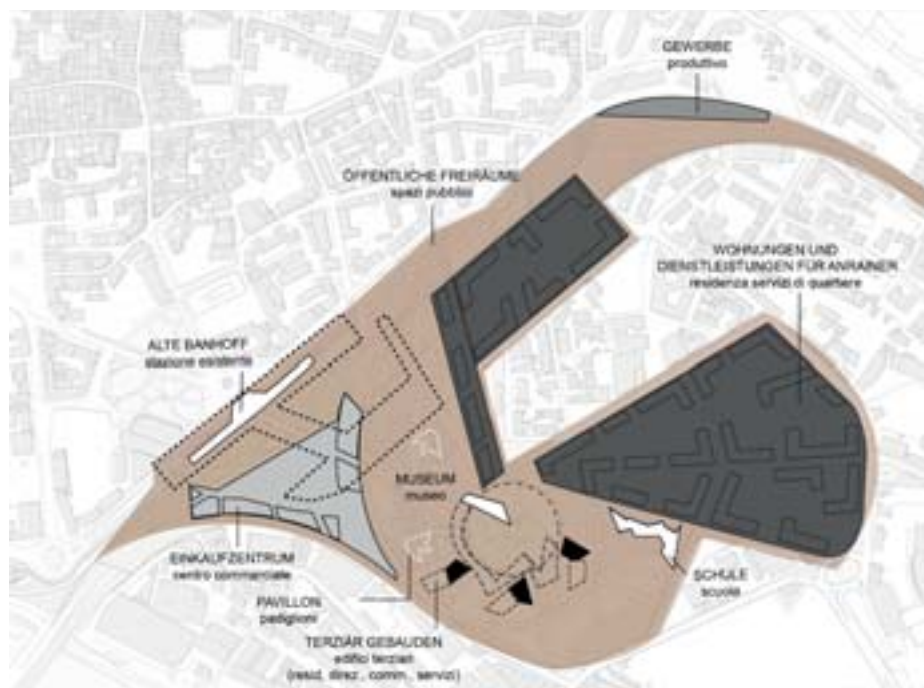 GEWERBE
produttivo
ÖFFENTLICHE FREIRÄUME
spazi pubblici
WOHNUNGEN UND
DIENSTLEISTUNGEN FÜR ANRAINER
residenza servizi di quartiere
ALTE BANHOFF
stazione esistente
MUSEUM
museo
EINKAUFZENTRUM
centro commerciale
SCHULE
scuola
PAVILLON
padiglioni
TERZIÄR GEBAUDEN
edifici terziari
(resid, direz., comm., servizi)